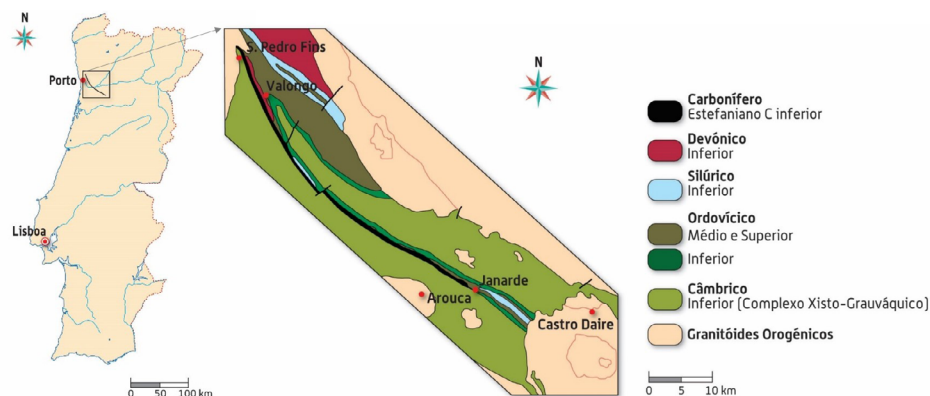 N
Porto
Lisboa
0 50 100 km
S. Pedro Fins
Valongo
N
Janarde
Arouca
Castro Daire
Carbonífero
Estefaniano C inferior
Devónico
Inferior
Silúrico
Inferior
Ordovícico
Médio e Superior
Inferior
Câmbrico
Inferior (Complexo Xisto-Grauváquico)
Granitóides Orogénicos
0 5 10 km